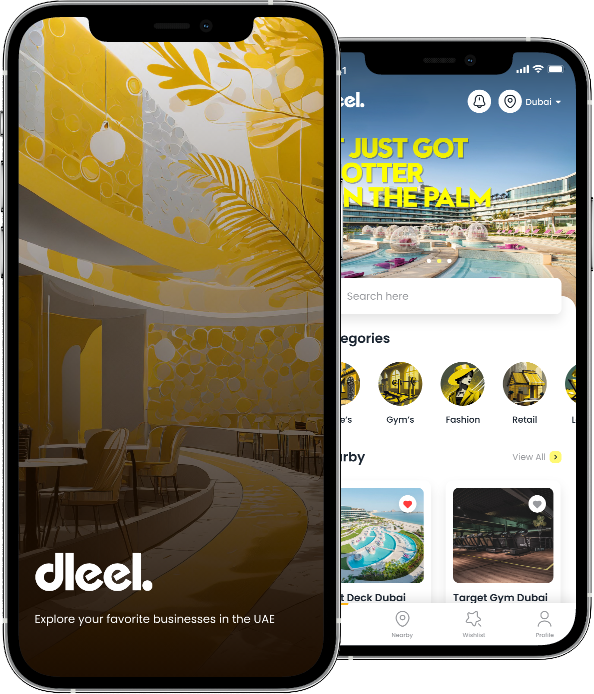 dleel.
Explore your favorite businesses in the UAE
Dubai
JUST GOT
OTTER
N THE PALM
Search here
egories
e's
Gym's
Fashion
Retail
L
rby
View All
t Deck Dubai
Target Gym Dubai
Nearby
Wishlist
Profile